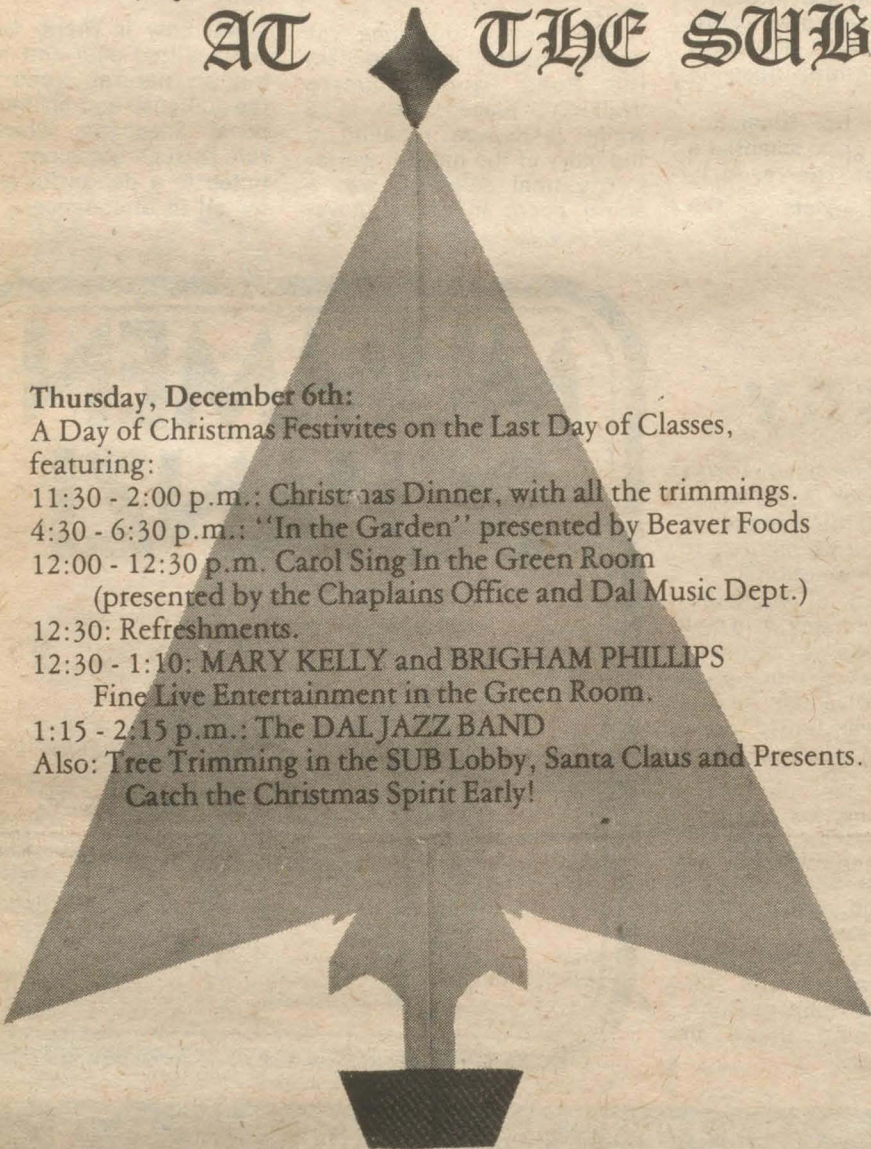 AT THE SUB
Thursday, December 6th:
A Day of Christmas Festivites on the Last Day of Classes,
featuring:
11:30 - 2:00 p.m.: Christmas Dinner, with all the trimmings.
4:30 - 6:30 p.m.: "In the Garden" presented by Beaver Foods
12:00 - 12:30 p.m. Carol Sing In the Green Room
(presented by the Chaplains Office and Dal Music Dept.)
12:30: Refreshments.
12:30 - 1:10: MARY KELLY and BRIGHAM PHILLIPS
Fine Live Entertainment in the Green Room.
1:15 - 2:15 p.m.: The DAL JAZZ BAND
Also: Tree Trimming in the SUB Lobby, Santa Claus and Presents.
Catch the Christmas Spirit Early!